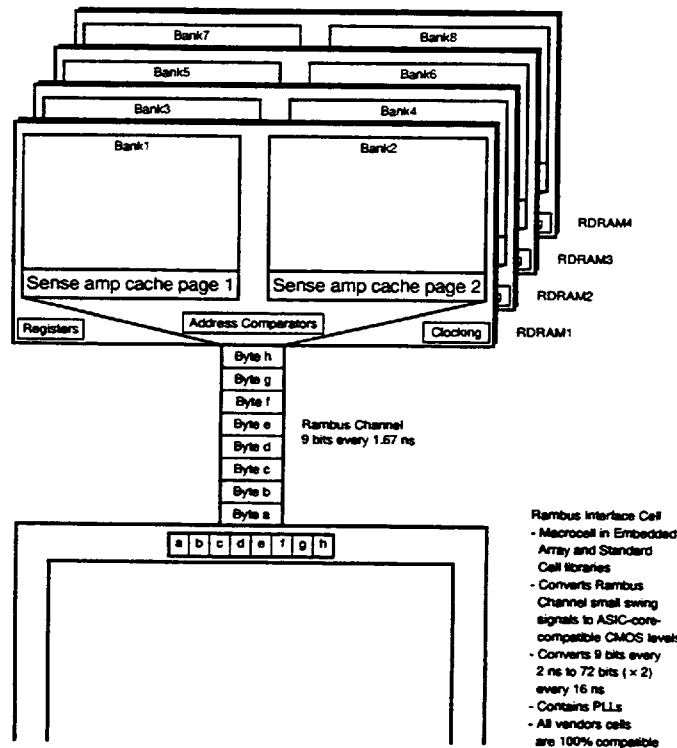 Bank7
Bank8
Bank5
Bank6
Bank3
Bank4
Bank1
Bank2
Sense amp cache page 1
Sense amp cache page 2
g
RDRAM4
g
RDRAM3
g
RDRAM2
Registers
Address Comparators
Clocking
RDRAM1
Byte h
Byte g
Byte f
Byte e
Byte d
Byte c
Byte b
Byte a
Rambus Channel
9 bits every 1.67 ns
a b c d e f g h
Rambus Interface Cell
- Macrocell in Embedded
Array and Standard
Cell libraries
- Converts Rambus
Channel small swing
signals to ASIC-core-
compatible CMOS levels
- Converts 9 bits every
2 ns to 72 bits ( × 2)
every 16 ns
- Contains PLLs
- All vendors cells
are 100% compatible